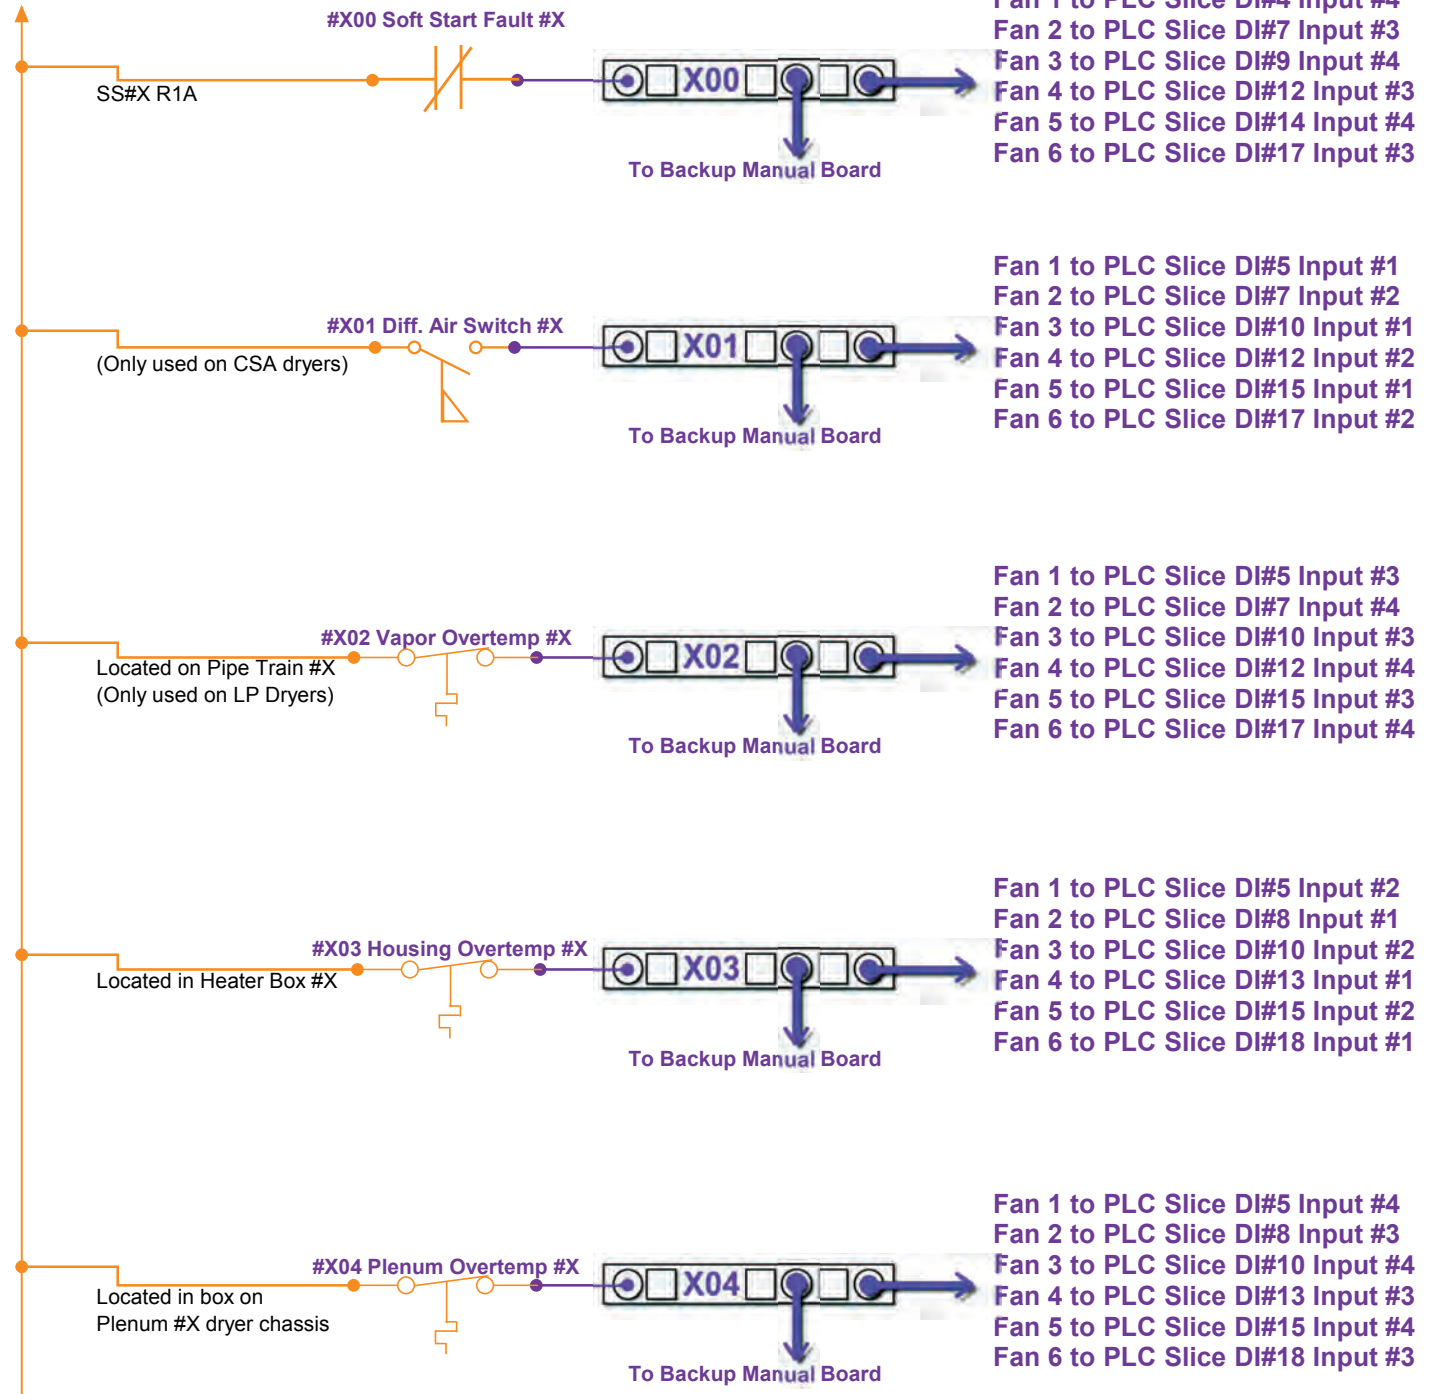 Fan 1 to PLC Slice DI#4 Input #4
#X00 Soft Start Fault #X
Fan 2 to PLC Slice DI#7 Input #3
Fan 3 to PLC Slice DI#9 Input #4
SS#X R1A
X00
Fan 4 to PLC Slice DI#12 Input #3
Fan 5 to PLC Slice DI#14 Input #4
Fan 6 to PLC Slice DI#17 Input #3
To Backup Manual Board
Fan 1 to PLC Slice DI#5 Input #1
Fan 2 to PLC Slice DI#7 Input #2
#X01 Diff. Air Switch #X
Fan 3 to PLC Slice DI#10 Input #1
(Only used on CSA dryers)
X01
Fan 4 to PLC Slice DI#12 Input #2
Fan 5 to PLC Slice DI#15 Input #1
Fan 6 to PLC Slice DI#17 Input #2
To Backup Manual Board
Fan 1 to PLC Slice DI#5 Input #3
Fan 2 to PLC Slice DI#7 Input #4
#X02 Vapor Overtemp #X
Fan 3 to PLC Slice DI#10 Input #3
Located on Pipe Train #X
(Only used on LP Dryers)
X02
Fan 4 to PLC Slice DI#12 Input #4
Fan 5 to PLC Slice DI#15 Input #3
Fan 6 to PLC Slice DI#17 Input #4
To Backup Manual Board
Fan 1 to PLC Slice DI#5 Input #2
Fan 2 to PLC Slice DI#8 Input #1
#X03 Housing Overtemp #X
Fan 3 to PLC Slice DI#10 Input #2
Located in Heater Box #X
X03
Fan 4 to PLC Slice DI#13 Input #1
Fan 5 to PLC Slice DI#15 Input #2
Fan 6 to PLC Slice DI#18 Input #1
To Backup Manual Board
Fan 1 to PLC Slice DI#5 Input #4
Fan 2 to PLC Slice DI#8 Input #3
#X04 Plenum Overtemp #X
Fan 3 to PLC Slice DI#10 Input #4
Located in box on
Plenum #X dryer chassis
X04
Fan 4 to PLC Slice DI#13 Input #3
Fan 5 to PLC Slice DI#15 Input #4
Fan 6 to PLC Slice DI#18 Input #3
To Backup Manual Board